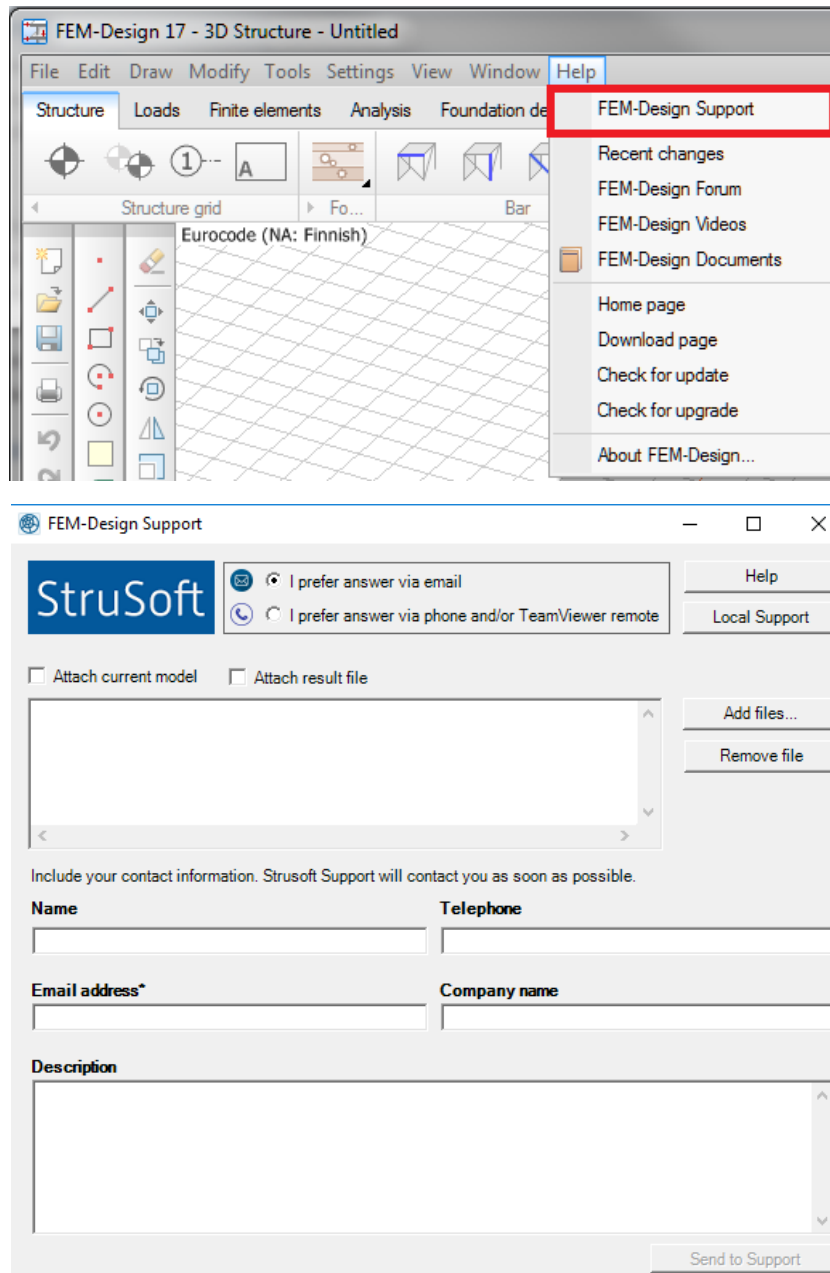 FEM-Design 17 - 3D Structure - Untitled
File Edit Draw Modify Tools Settings View Window Help
Structure Loads Finite elements Analysis Foundation de
FEM-Design Support
Recent changes
FEM-Design Forum
FEM-Design Videos
FEM-Design Documents
Home page
Download page
Check for update
Check for upgrade
About FEM-Design...
1
A
Structure grid Fo... Bar
Eurocode (NA: Finnish)
FEM-Design Support
StruSoft
I prefer answer via email
I prefer answer via phone and/or TeamViewer remote
Help
Local Support
Attach current model Attach result file
Add files...
Remove file
Include your contact information. Strusoft Support will contact you as soon as possible.
Name Telephone
Email address* Company name
Description
Send to Support